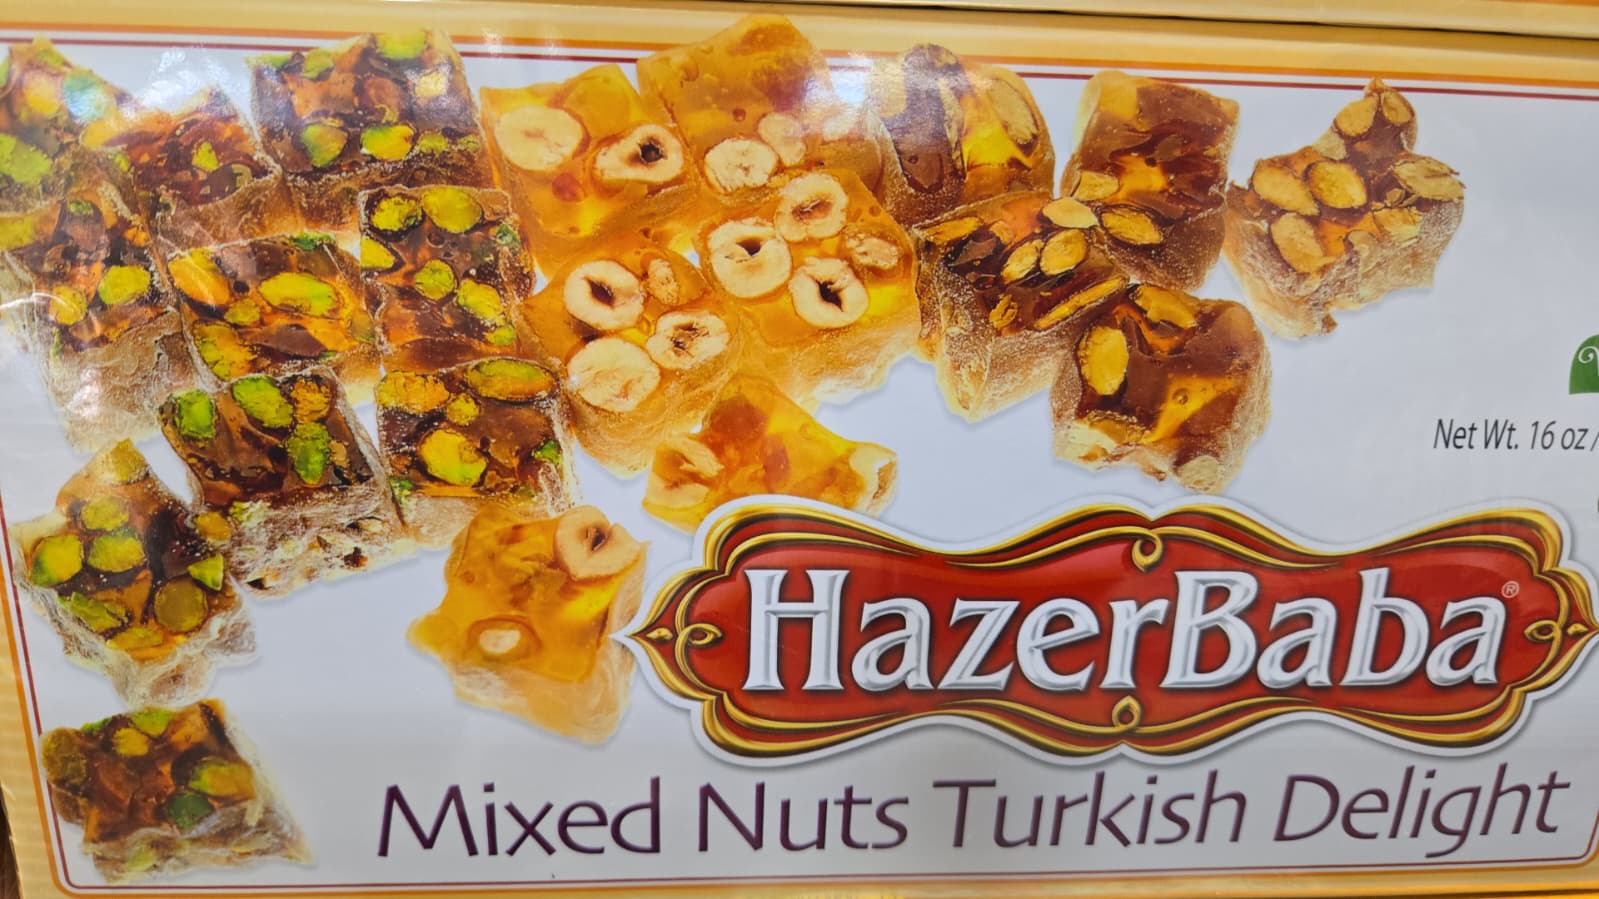 Net Wt. 16 oz /
HazerBaba®
Mixed Nuts Turkish Delight